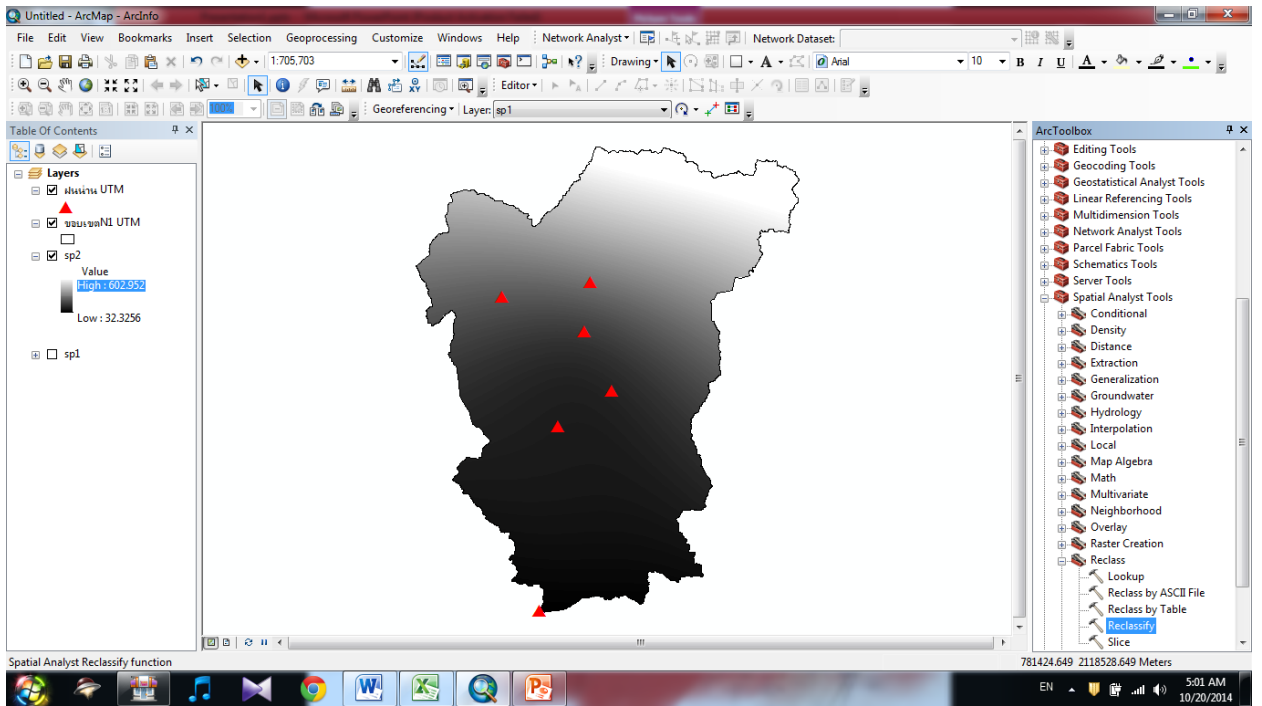 Untitled - ArcMap - ArcInfo
File Edit View Bookmarks Insert Selection Geoprocessing Customize Windows Help Network Analyst Network Dataset:
1:705,703 Drawing A Arial 10 B I U A
Editor
100% Georeferencing Layer: sp1
Table Of Contents
Layers
ฝนน่าน UTM
ขอบเขตN1 UTM
sp2
Value
High : 602.952
Low : 32.3256
sp1
ArcToolbox
Editing Tools
Geocoding Tools
Geostatistical Analyst Tools
Linear Referencing Tools
Multidimension Tools
Network Analyst Tools
Parcel Fabric Tools
Schematics Tools
Server Tools
Spatial Analyst Tools
Conditional
Density
Distance
Extraction
Generalization
Groundwater
Hydrology
Interpolation
Local
Map Algebra
Math
Multivariate
Neighborhood
Overlay
Raster Creation
Reclass
Lookup
Reclass by ASCII File
Reclass by Table
Reclassify
Slice
Spatial Analyst Reclassify function
781424.649 2118528.649 Meters
EN
5:01 AM
10/20/2014